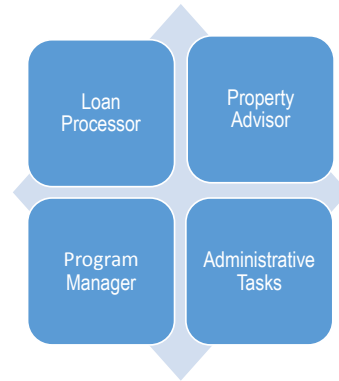 Loan
Processor
Property
Advisor
Program
Manager
Administrative
Tasks